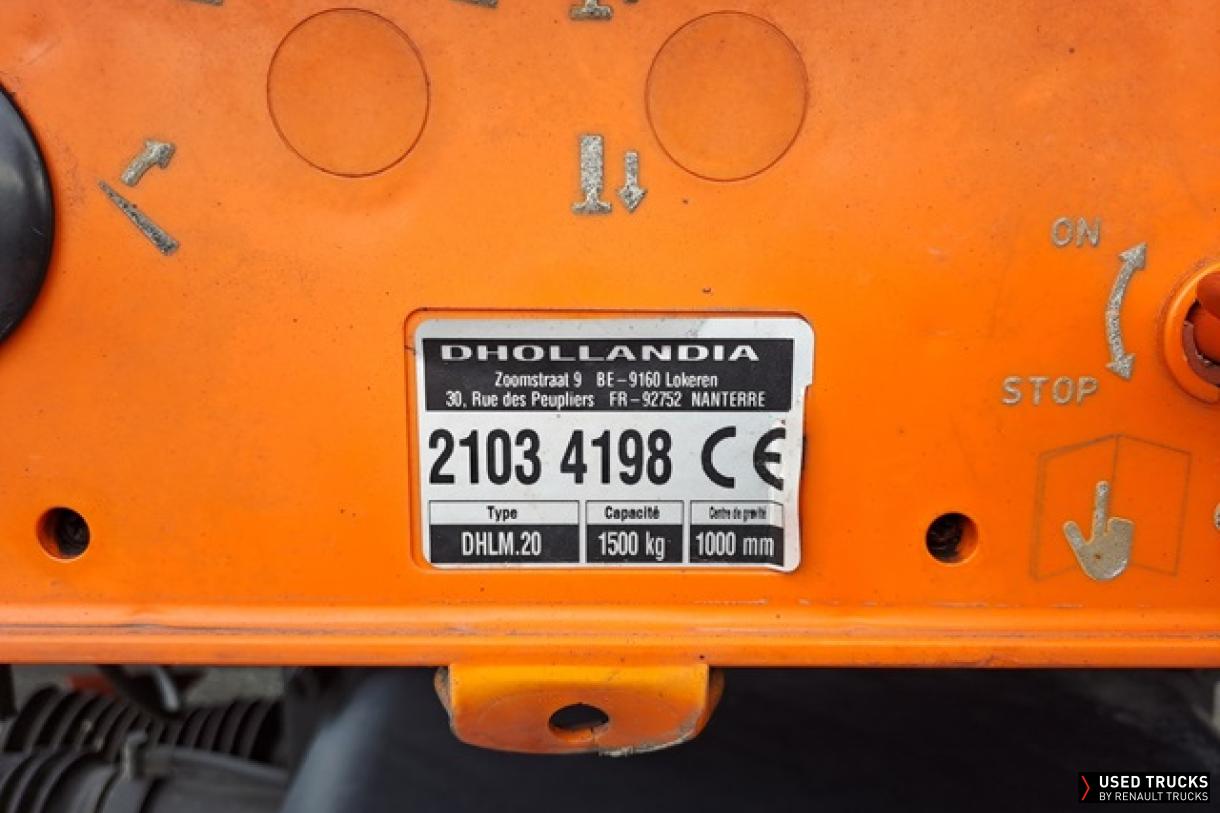 ON
STOP
DHOLLANDIA
Zoomstraat 9 BE-9160 Lokeren
30, Rue des Peupliers FR-92752 NANTERRE
2103 4198 CE
Type Capacité Centre de gravité
DHLM.20 1500 kg 1000 mm
USED TRUCKS
BY RENAULT TRUCKS